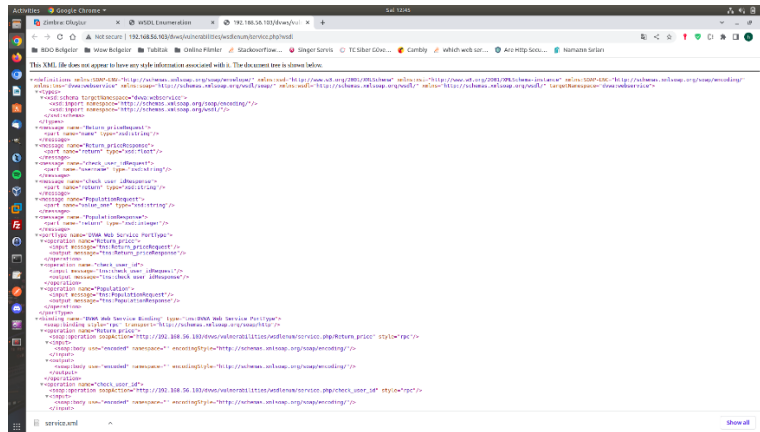 Activities Google Chrome Sat 12:45
Zimbra: Oluştur
WSDL Enumeration
192.168.56.103/dvws/vul
Not secure | 192.168.56.103/dvws/vulnerabilities/wsdlenum/service.php?wsdl
BDO Belgeler Wow Belgeler Tubitak Online Filmler Stackoverflow... Singer Servis TC Siber Güve... Cambly which web ser... Are Http Secu... Numann Sırlan
This XML file does not appear to have any style information associated with it. The document tree is shown below.
<types>
<xsd:schema targetNamespace="dvwa:webservice">
<xsd:import namespace="http://schemas.xmlsoap.org/soap/encoding/"/>
<xsd:import namespace="http://schemas.xmlsoap.org/wsdl/"/>
</xsd:schema>
</types>
<message name="Return_priceRequest">
<part name="name" type="xsd:string"/>
</message>
<message name="Return_priceResponse">
<part name="return" type="xsd:float"/>
</message>
<message name="check_user_idRequest">
<part name="username" type="xsd:string"/>
</message>
<message name="check_user_idResponse">
<part name="return" type="xsd:string"/>
</message>
<message name="PopulationRequest">
<part name="value_one" type="xsd:string"/>
</message>
<message name="PopulationResponse">
<part name="return" type="xsd:integer"/>
</message>
<portType name="DVWA Web Service PortType">
<operation name="Return_price">
<input message="tns:Return_priceRequest"/>
<output message="tns:Return_priceResponse"/>
</operation>
<operation name="check_user_id">
<input message="tns:check_user_idRequest"/>
<output message="tns:check_user_idResponse"/>
</operation>
<operation name="Population">
<input message="tns:PopulationRequest"/>
<output message="tns:PopulationResponse"/>
</operation>
</portType>
<binding name="DVWA Web Service Binding" type="tns:DVWA Web Service PortType">
<soap:binding style="rpc" transport="http://schemas.xmlsoap.org/soap/http"/>
<operation name="Return_price">
<soap:operation soapAction="http://192.168.56.103/dvws/vulnerabilities/wsdlenum/service.php/Return_price" style="rpc"/>
<input>
<soap:body use="encoded" namespace="" encodingStyle="http://schemas.xmlsoap.org/soap/encoding/"/>
</input>
<output>
<soap:body use="encoded" namespace="" encodingStyle="http://schemas.xmlsoap.org/soap/encoding/"/>
</output>
</operation>
<operation name="check_user_id">
<soap:operation soapAction="http://192.168.56.103/dvws/vulnerabilities/wsdlenum/service.php/check_user_id" style="rpc"/>
<input>
<soap:body use="encoded" namespace="" encodingStyle="http://schemas.xmlsoap.org/soap/encoding/"/>
</input>
service.xml
Show all